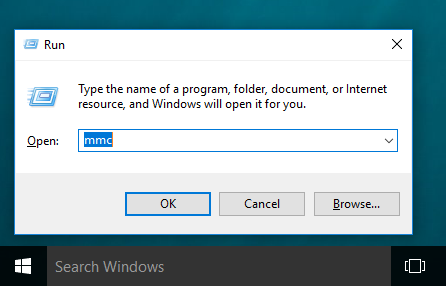 Run
Type the name of a program, folder, document, or Internet
resource, and Windows will open it for you.
Open: mmc
OK Cancel Browse...
Search Windows